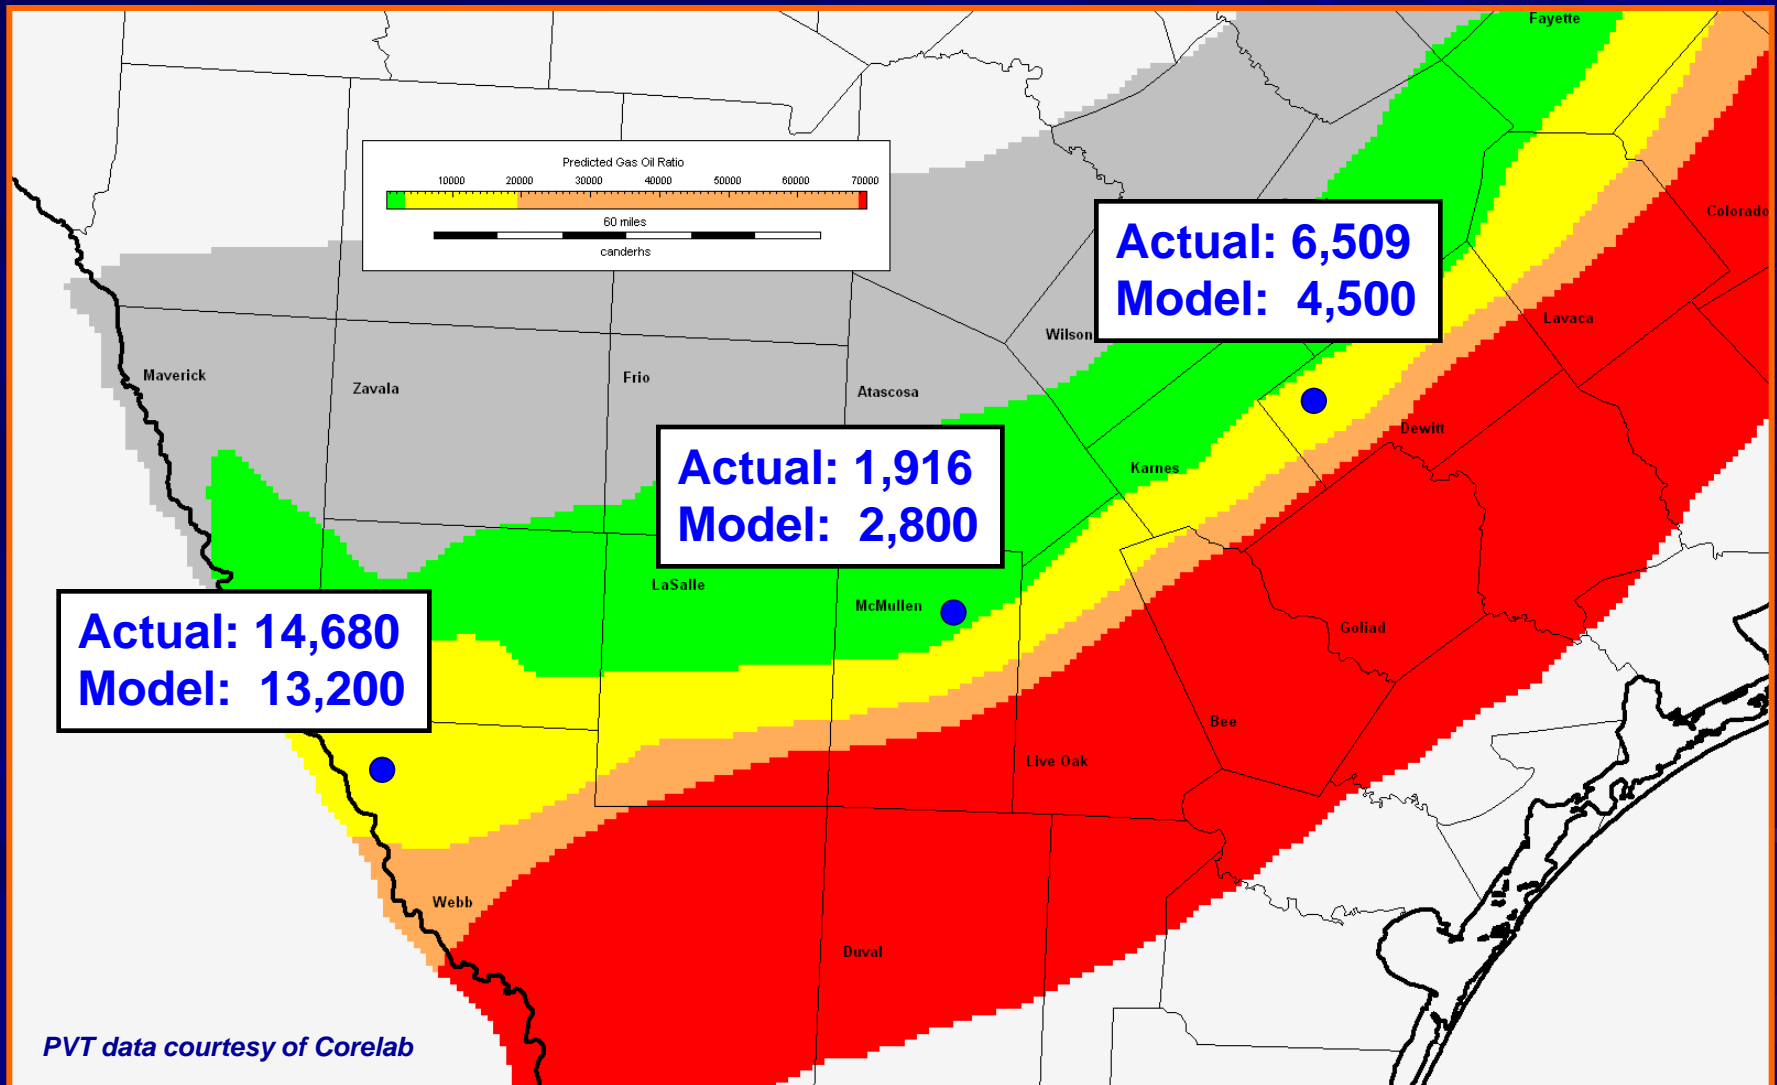 Fayette
Predicted Gas Oil Ratio
10000 20000 30000 40000 50000 60000 70000
60 miles
canderhs
Colorado
Actual: 6,509
Model: 4,500
Lavaca
Wilson
Maverick
Zavala
Frio
Atascosa
Dewitt
Karnes
Actual: 1,916
Model: 2,800
LaSalle
McMullen
Goliad
Actual: 14,680
Model: 13,200
Bee
Live Oak
Webb
Duval
PVT data courtesy of Corelab